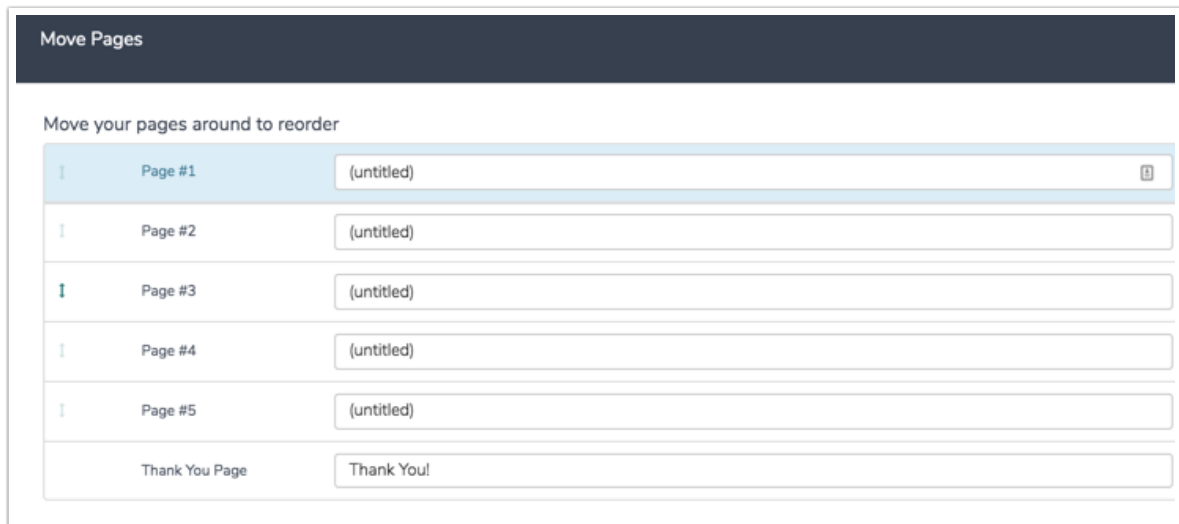 Move Pages
Move your pages around to reorder
Page #1 (untitled)
Page #2 (untitled)
Page #3 (untitled)
Page #4 (untitled)
Page #5 (untitled)
Thank You Page Thank You!